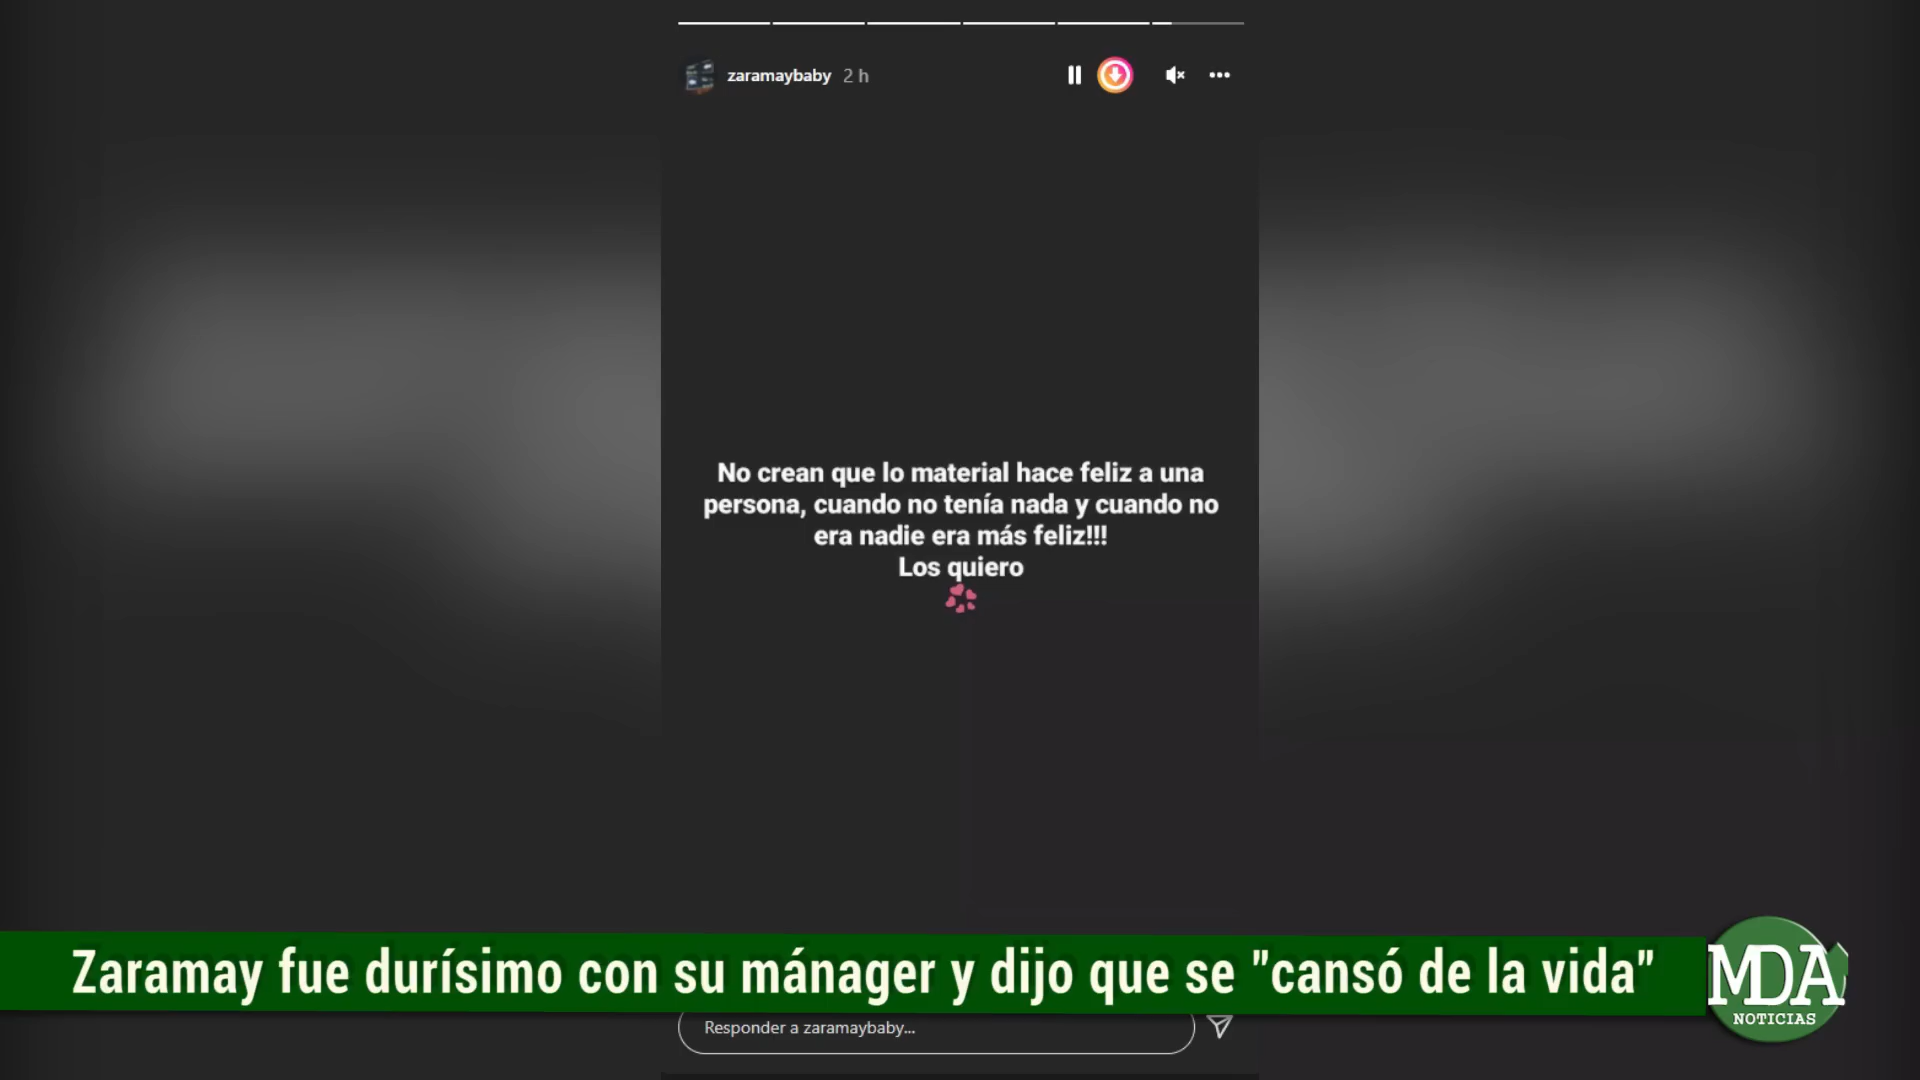 zaramaybaby 2 h
No crean que lo material hace feliz a una
persona, cuando no tenía nada y cuando no
era nadie era más feliz!!!
Los quiero
Zaramay fue durísimo con su mánager y dijo que se "cansó de la vida"
MDA
NOTICIAS
Responder a zaramaybaby...